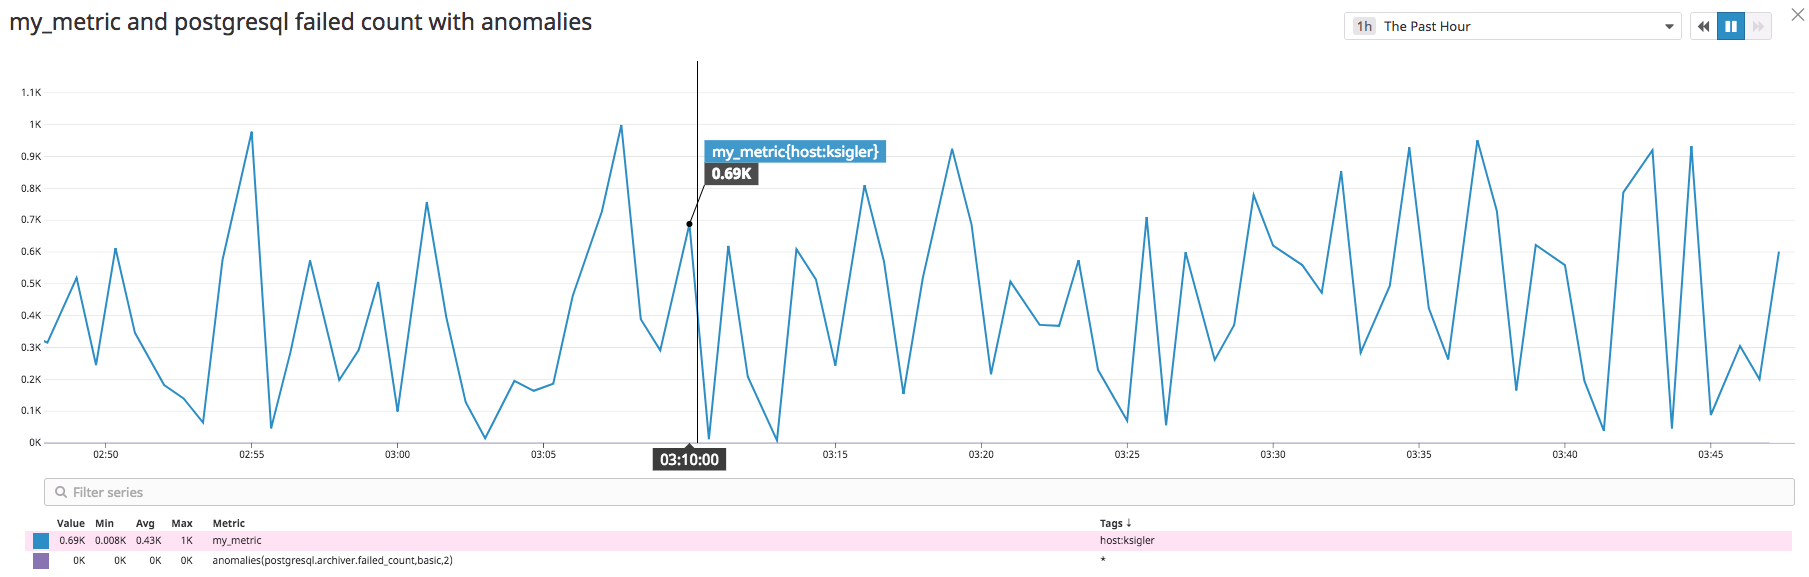 my_metric and postgresql failed count with anomalies
1h The Past Hour
1.1K
1K
my_metric{host:ksigler}
0.9K
0.69K
0.8K
0.7K
0.6K
0.5K
0.4K
0.3K
0.2K
0.1K
0K
02:50 02:55 03:00 03:05 03:10:00 03:15 03:20 03:25 03:30 03:35 03:40 03:45
Filter series
Value Min Avg Max Metric Tags ↓
0.69K 0.008K 0.43K 1K my_metric host:ksigler
0K 0K 0K 0K anomalies(postgresql.archiver.failed_count,basic,2) *